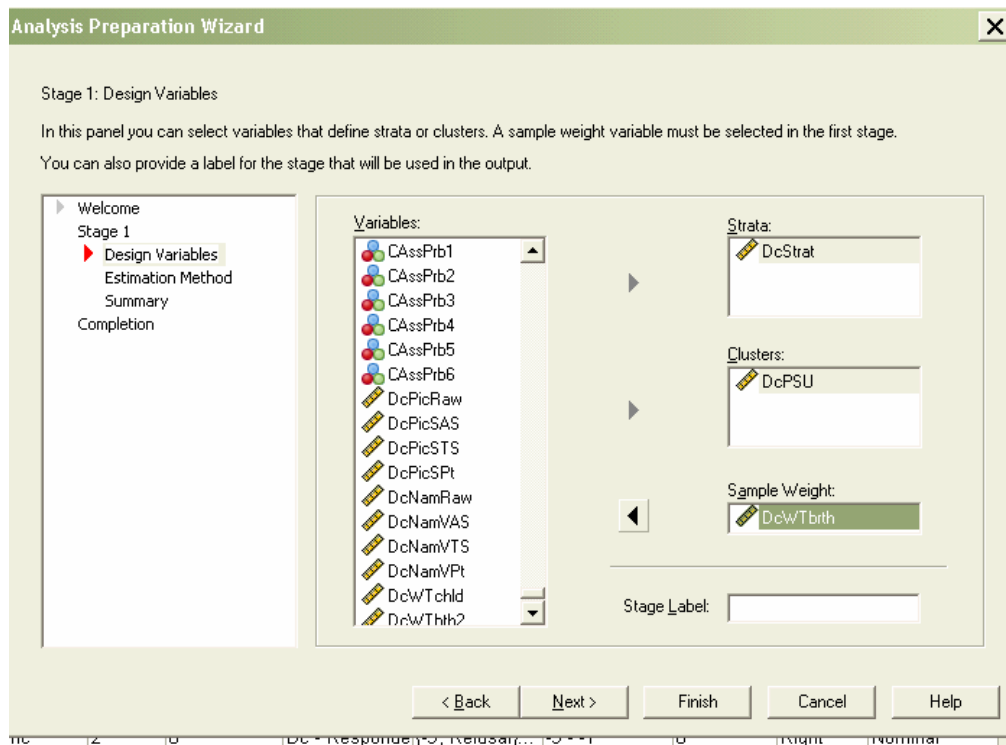 Analysis Preparation Wizard
Stage 1: Design Variables
In this panel you can select variables that define strata or clusters. A sample weight variable must be selected in the first stage.
You can also provide a label for the stage that will be used in the output.
Welcome
Stage 1
Design Variables
Estimation Method
Summary
Completion
Variables:
CAssPrb1
CAssPrb2
CAssPrb3
CAssPrb4
CAssPrb5
CAssPrb6
DcPicRaw
DcPicSAS
DcPicSTS
DcPicSPt
DcNamRaw
DcNamVAS
DcNamVTS
DcNamVPt
DcWTchld
DcWTbth2
Strata:
DcStrat
Clusters:
DcPSU
Sample Weight:
DcWTbrth
Stage Label:
< Back
Next >
Finish
Cancel
Help
2
Right
Nominal